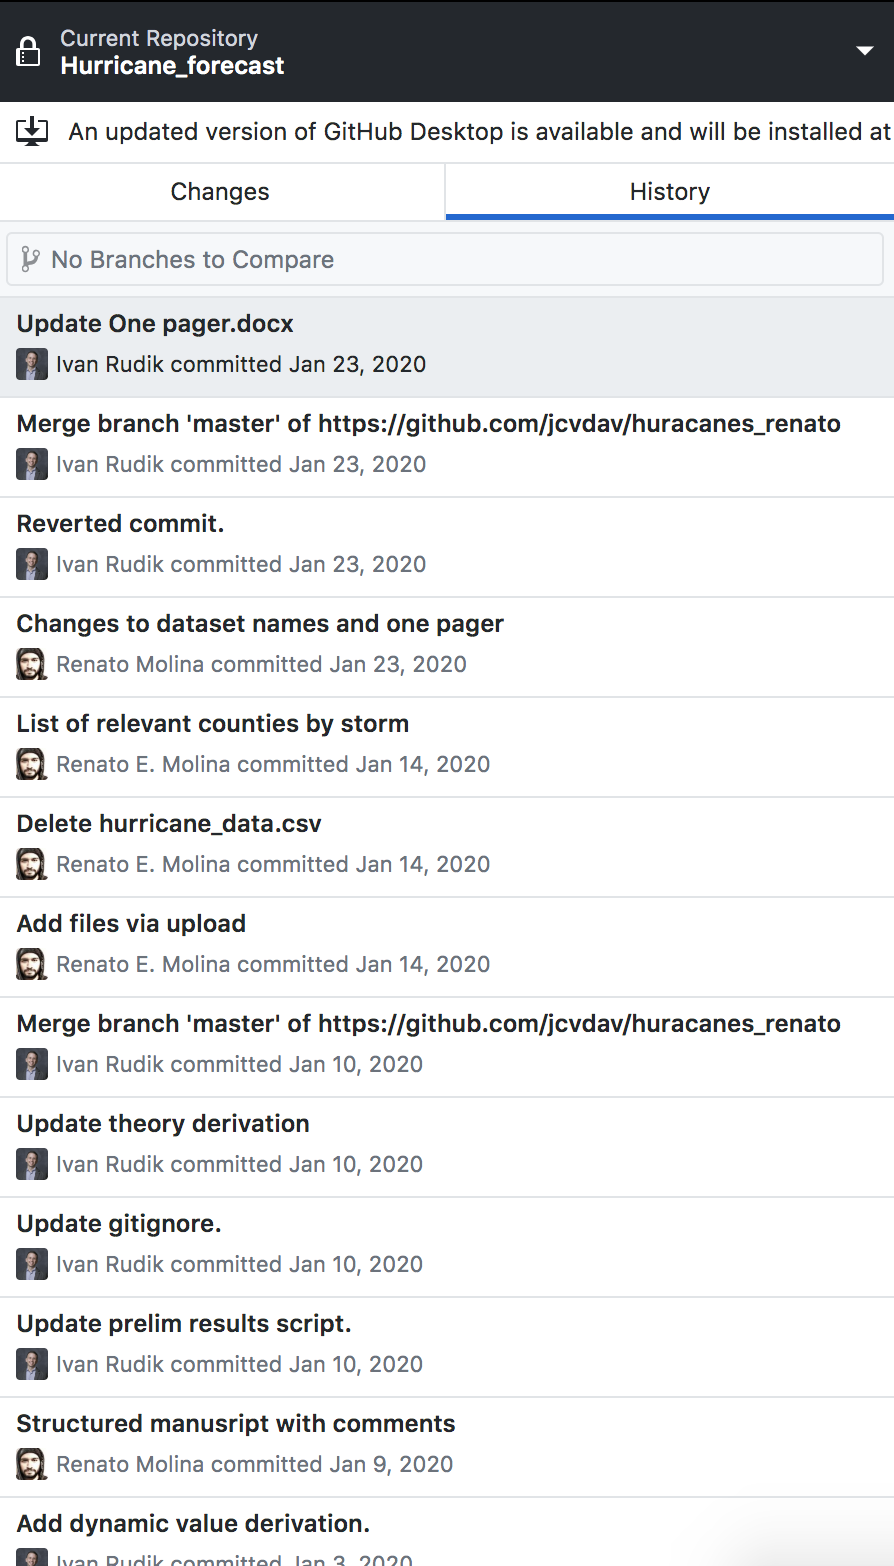 Current Repository
Hurricane_forecast
An updated version of GitHub Desktop is available and will be installed at
Changes
History
No Branches to Compare
Update One pager.docx
Ivan Rudik committed Jan 23, 2020
Merge branch 'master' of https://github.com/jcvdav/huracanes_renato
Ivan Rudik committed Jan 23, 2020
Reverted commit.
Ivan Rudik committed Jan 23, 2020
Changes to dataset names and one pager
Renato Molina committed Jan 23, 2020
List of relevant counties by storm
Renato E. Molina committed Jan 14, 2020
Delete hurricane_data.csv
Renato E. Molina committed Jan 14, 2020
Add files via upload
Renato E. Molina committed Jan 14, 2020
Merge branch 'master' of https://github.com/jcvdav/huracanes_renato
Ivan Rudik committed Jan 10, 2020
Update theory derivation
Ivan Rudik committed Jan 10, 2020
Update gitignore.
Ivan Rudik committed Jan 10, 2020
Update prelim results script.
Ivan Rudik committed Jan 10, 2020
Structured manusript with comments
Renato Molina committed Jan 9, 2020
Add dynamic value derivation.
Ivan Rudik committed Jan 3, 2020